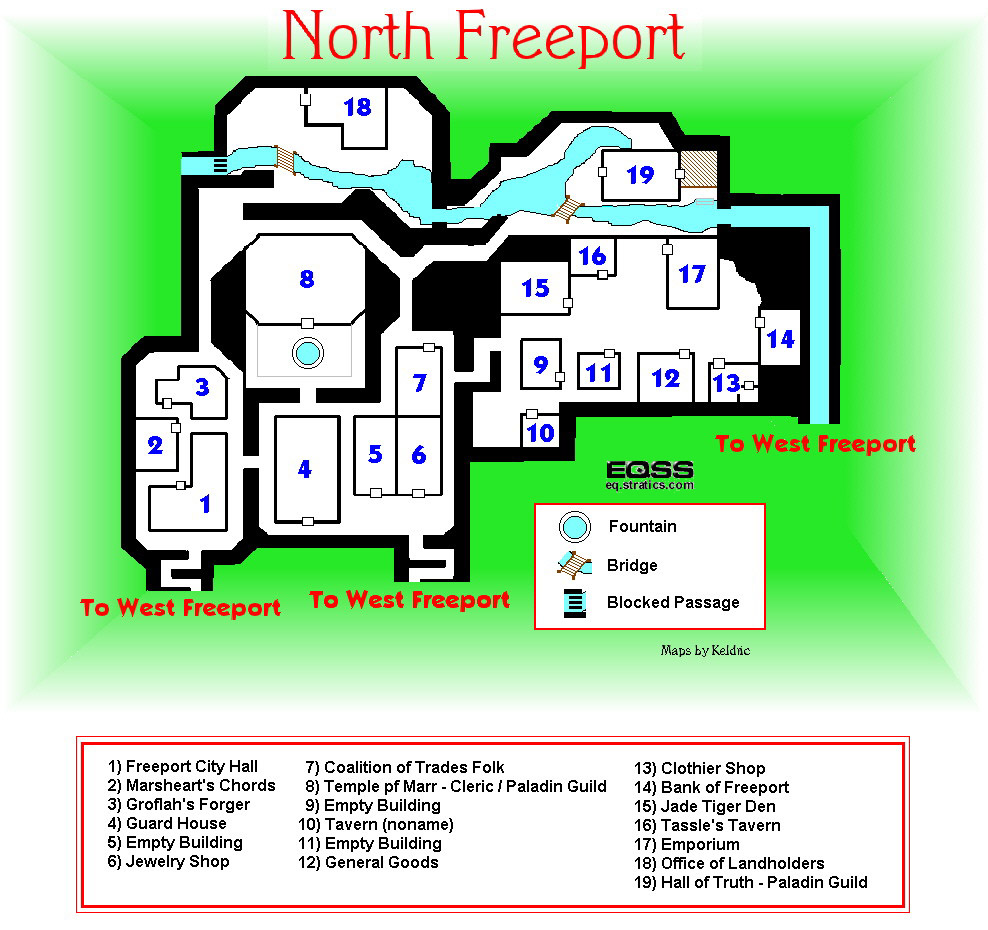 North Freeport
18
19
16
8
17
15
14
9
11
7
12
13
3
10
2
To West Freeport
5
6
4
EQSS
eq.stratics.com
1
Fountain
Bridge
To West Freeport
To West Freeport
Blocked Passage
Maps by Keldric
1) Freeport City Hall
2) Marsheart's Chords
3) Groflah's Forger
4) Guard House
5) Empty Building
6) Jewelry Shop
7) Coalition of Trades Folk
8) Temple pf Marr - Cleric / Paladin Guild
9) Empty Building
10) Tavern (noname)
11) Empty Building
12) General Goods
13) Clothier Shop
14) Bank of Freeport
15) Jade Tiger Den
16) Tassle's Tavern
17) Emporium
18) Office of Landholders
19) Hall of Truth - Paladin Guild